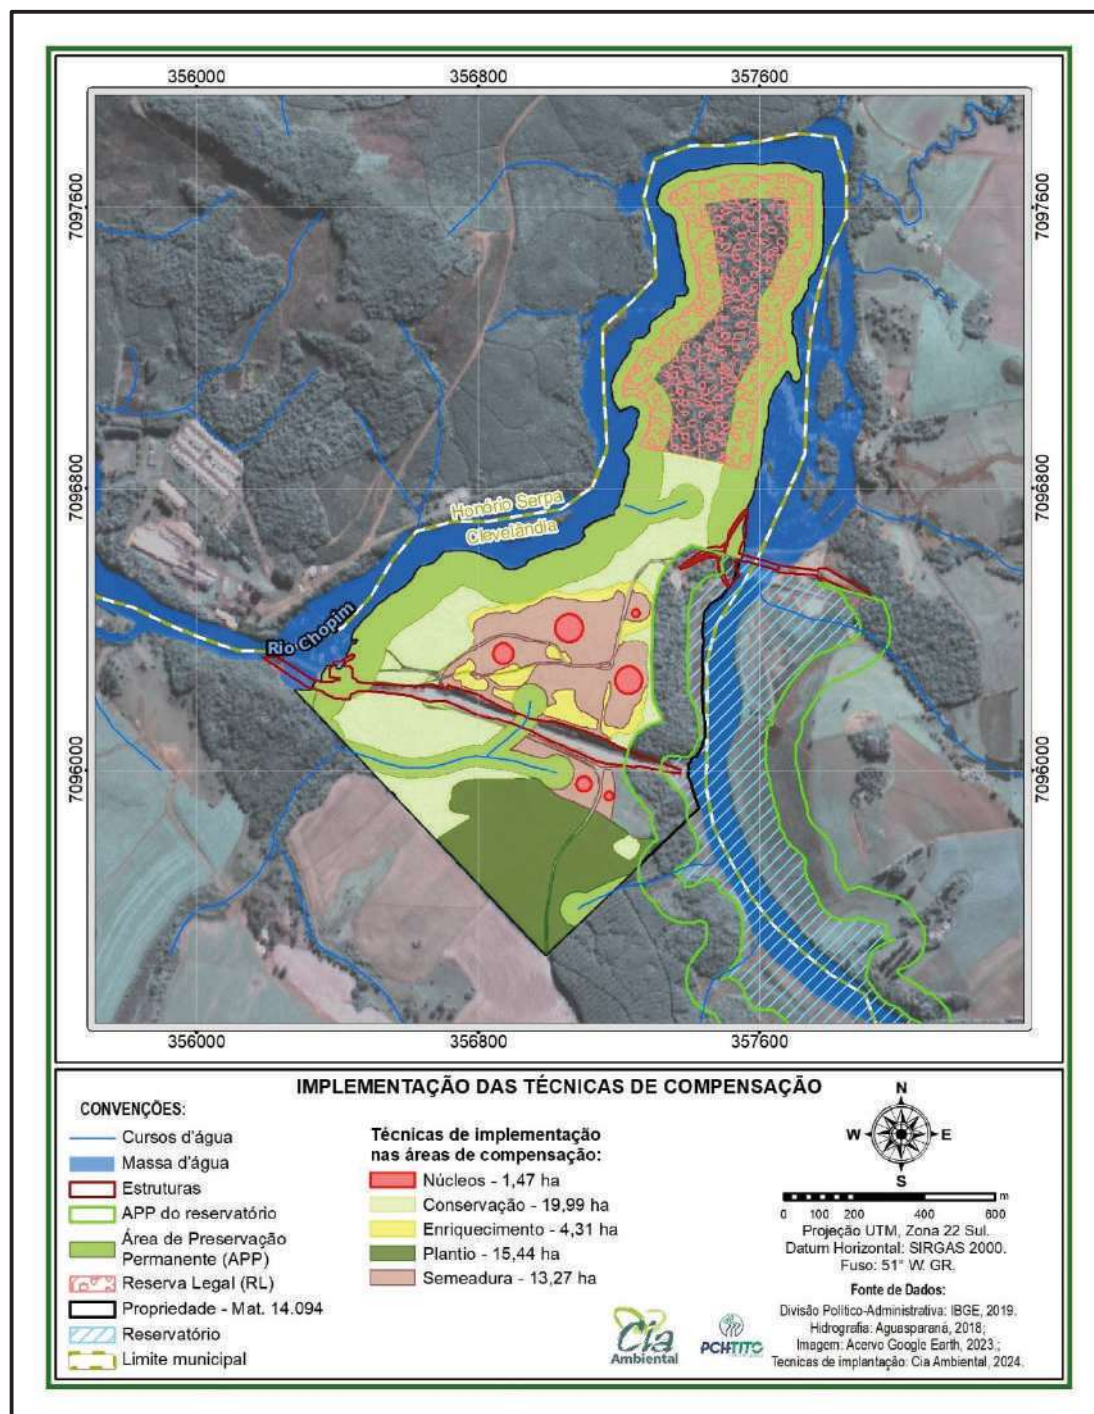 356000 356800 357600
7097600 7097600
7096800 7096800
Honório Serpa
Clevelândia
Rio Chopim
7096000 7096000
356000 356800 357600
IMPLEMENTAÇÃO DAS TÉCNICAS DE COMPENSAÇÃO
CONVENÇÕES:
Cursos d'água
Massa d'água
Estruturas
APP do reservatório
Área de Preservação
Permanente (APP)
Reserva Legal (RL)
Propriedade - Mat. 14.094
Reservatório
Limite municipal
Técnicas de implementação
nas áreas de compensação:
Núcleos - 1,47 ha
Conservação - 19,99 ha
Enriquecimento - 4,31 ha
Plantio - 15,44 ha
Semeadura - 13,27 ha
Cia
Ambiental
PCHTITO
N
W E
S
m
0 100 200 400 600
Projeção UTM, Zona 22 Sul.
Datum Horizontal: SIRGAS 2000.
Fuso: 51° W. GR.
Fonte de Dados:
Divisão Político-Administrativa: IBGE, 2019.
Hidrografia: Aguasparaná, 2018;
Imagem: Acervo Google Earth, 2023.;
Tecnicas de implantação: Cia Ambiental, 2024.